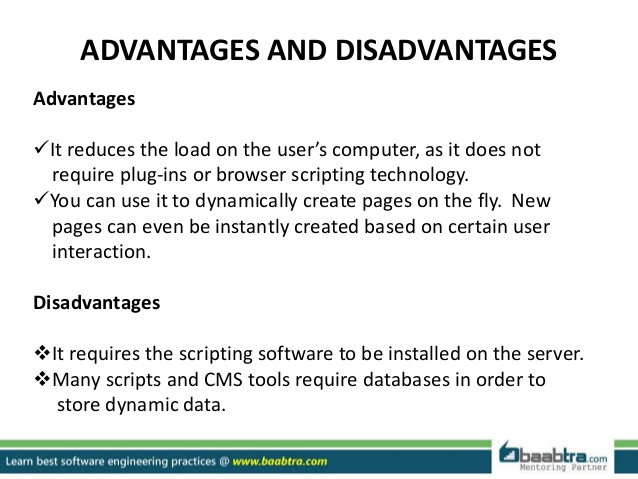 ADVANTAGES AND DISADVANTAGES
Advantages
✓It reduces the load on the user’s computer, as it does not
require plug-ins or browser scripting technology.
✓You can use it to dynamically create pages on the fly.  New
pages can even be instantly created based on certain user
interaction.
Disadvantages
❖It requires the scripting software to be installed on the server.
❖Many scripts and CMS tools require databases in order to
store dynamic data.
Learn best software engineering practices @ www.baabtra.com
baabtra.com
Mentoring Partner